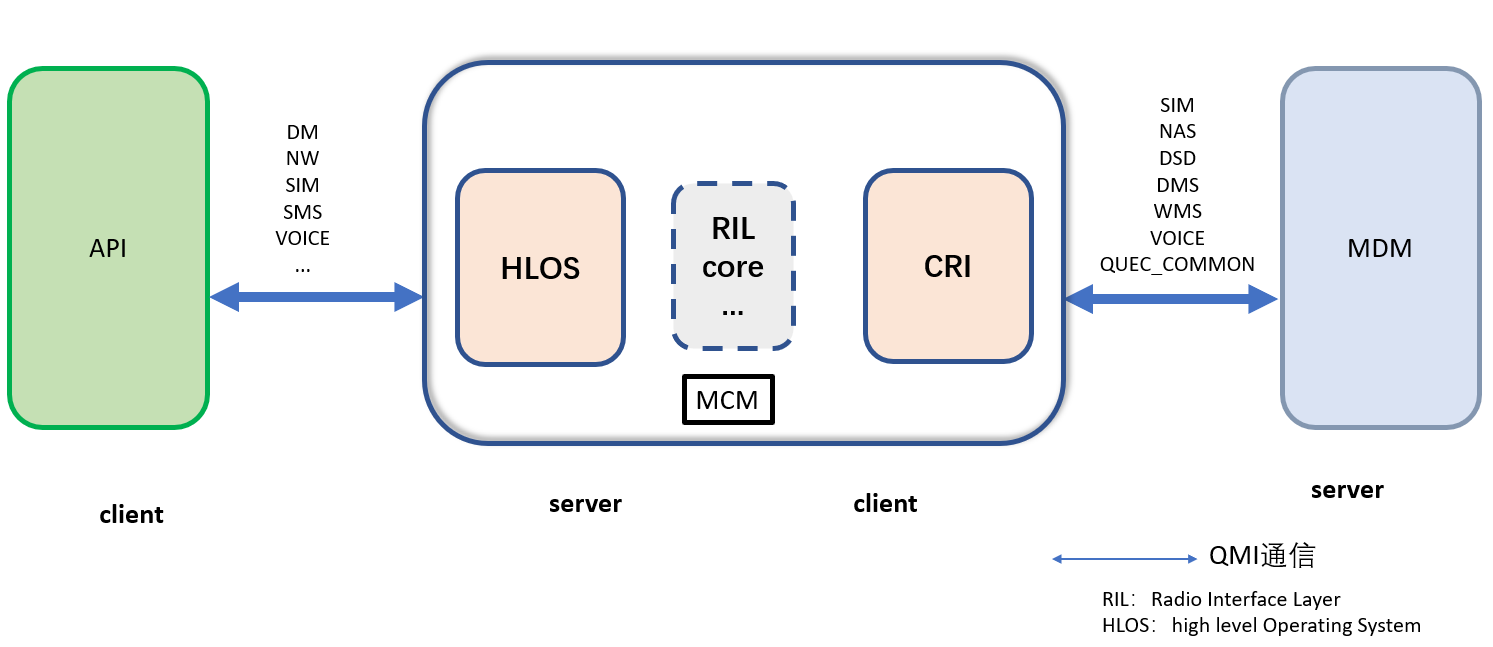 API
DM
NW
SIM
SMS
VOICE
...
HLOS
RIL
core
...
CRI
MCM
SIM
NAS
DSD
DMS
WMS
VOICE
QUEC_COMMON
MDM
client
server
client
server
QMI通信
RIL： Radio Interface Layer
HLOS： high level Operating System